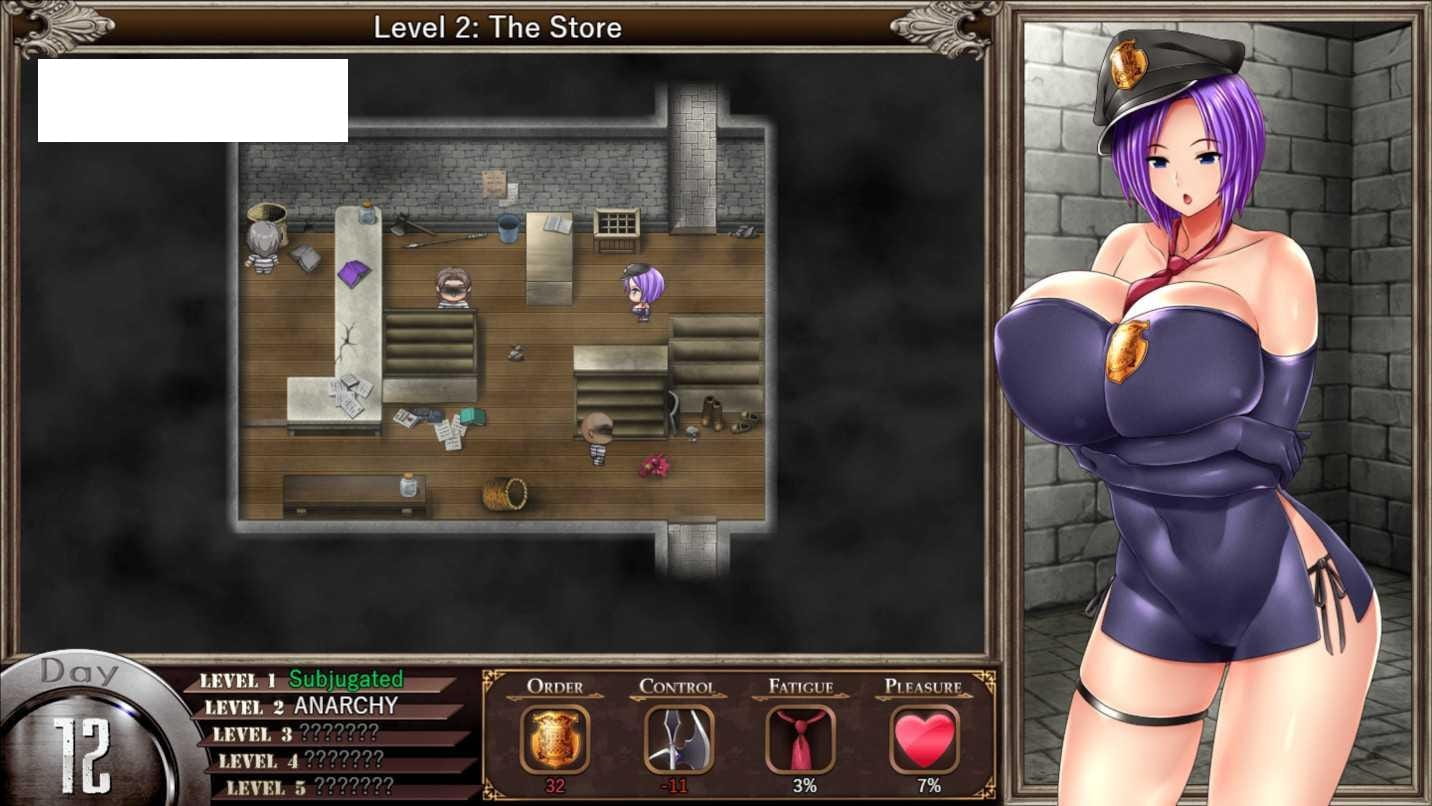 Level 2: The Store
Day
12
LEVEL 1 Subjugated
LEVEL 2 ANARCHY
LEVEL 3 ???????
LEVEL 4 ???????
LEVEL 5 ???????
ORDER CONTROL FATIGUE PLEASURE
32 -11 3% 7%